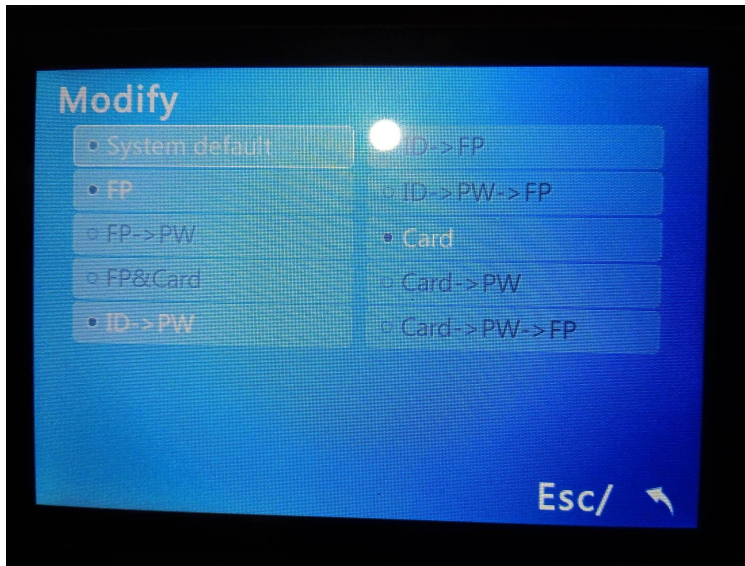 Modify
System default
FP
FP->PW
FP&Card
ID->PW
ID->FP
ID->PW->FP
Card
Card->PW
Card->PW->FP
Esc/